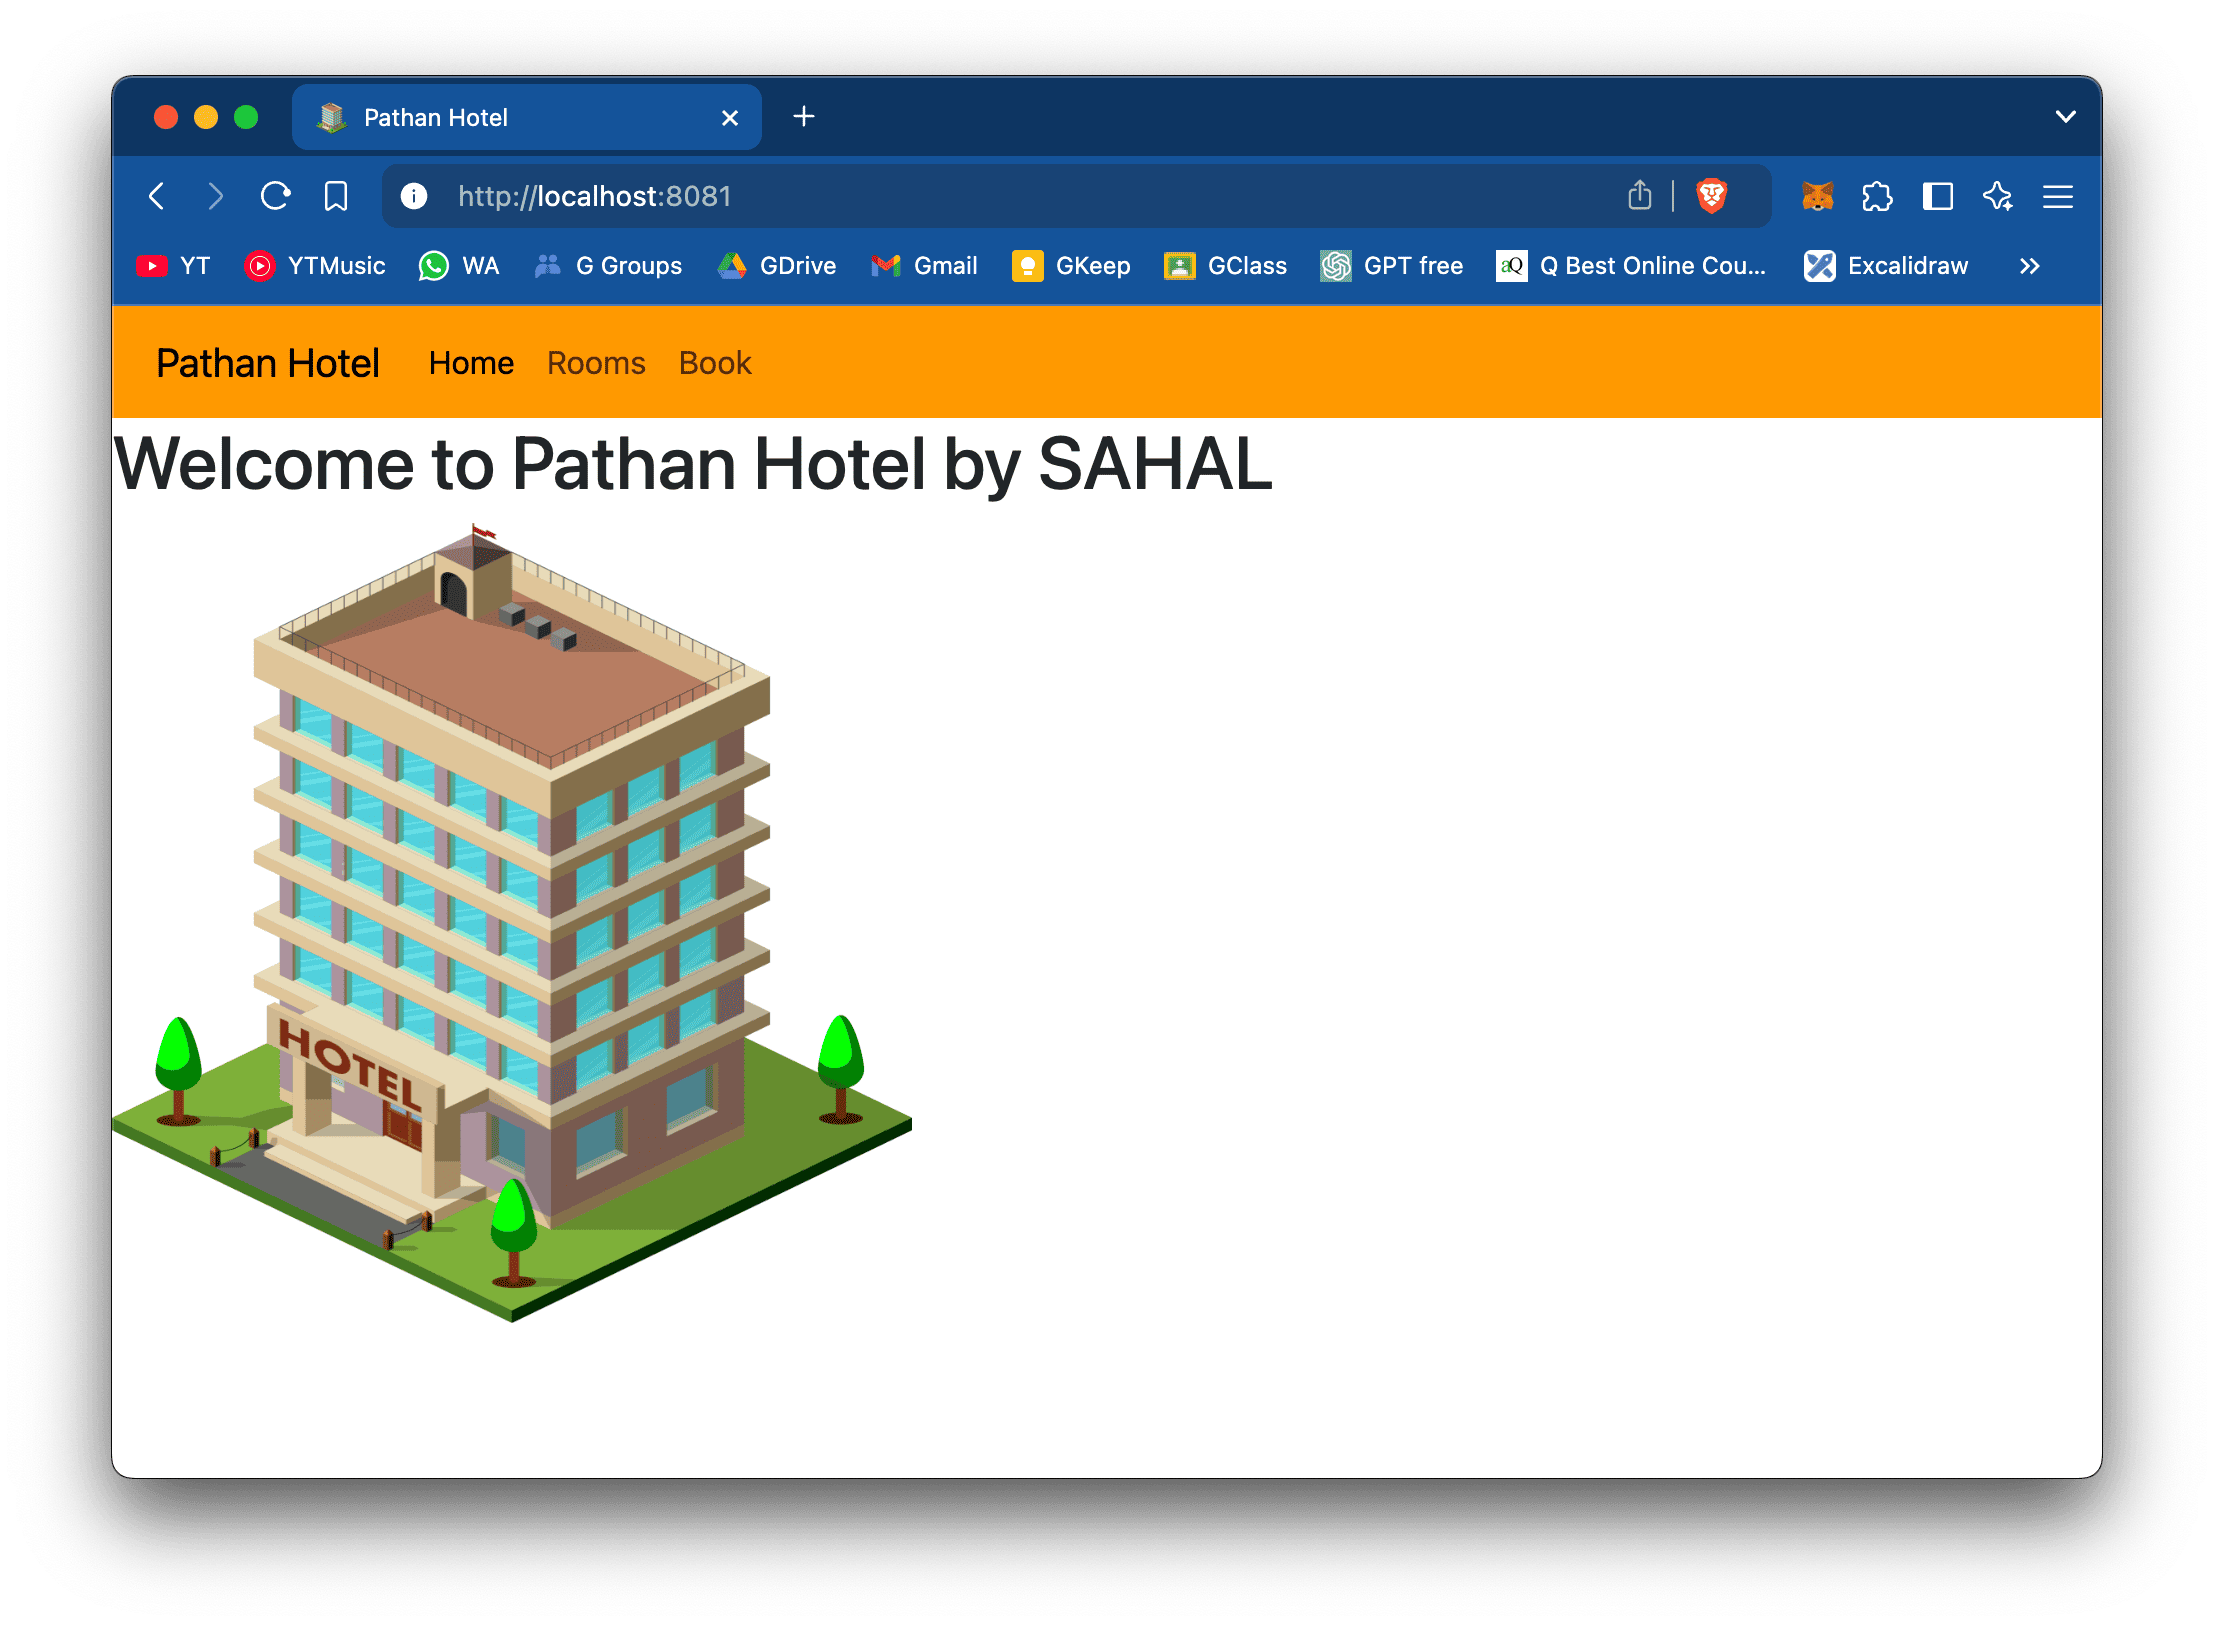 Pathan Hotel
http://localhost:8081
YT YTMusic WA G Groups GDrive Gmail GKeep GClass GPT free aQ Q Best Online Cou... Excalidraw
Pathan Hotel Home Rooms Book
Welcome to Pathan Hotel by SAHAL
HOTEL